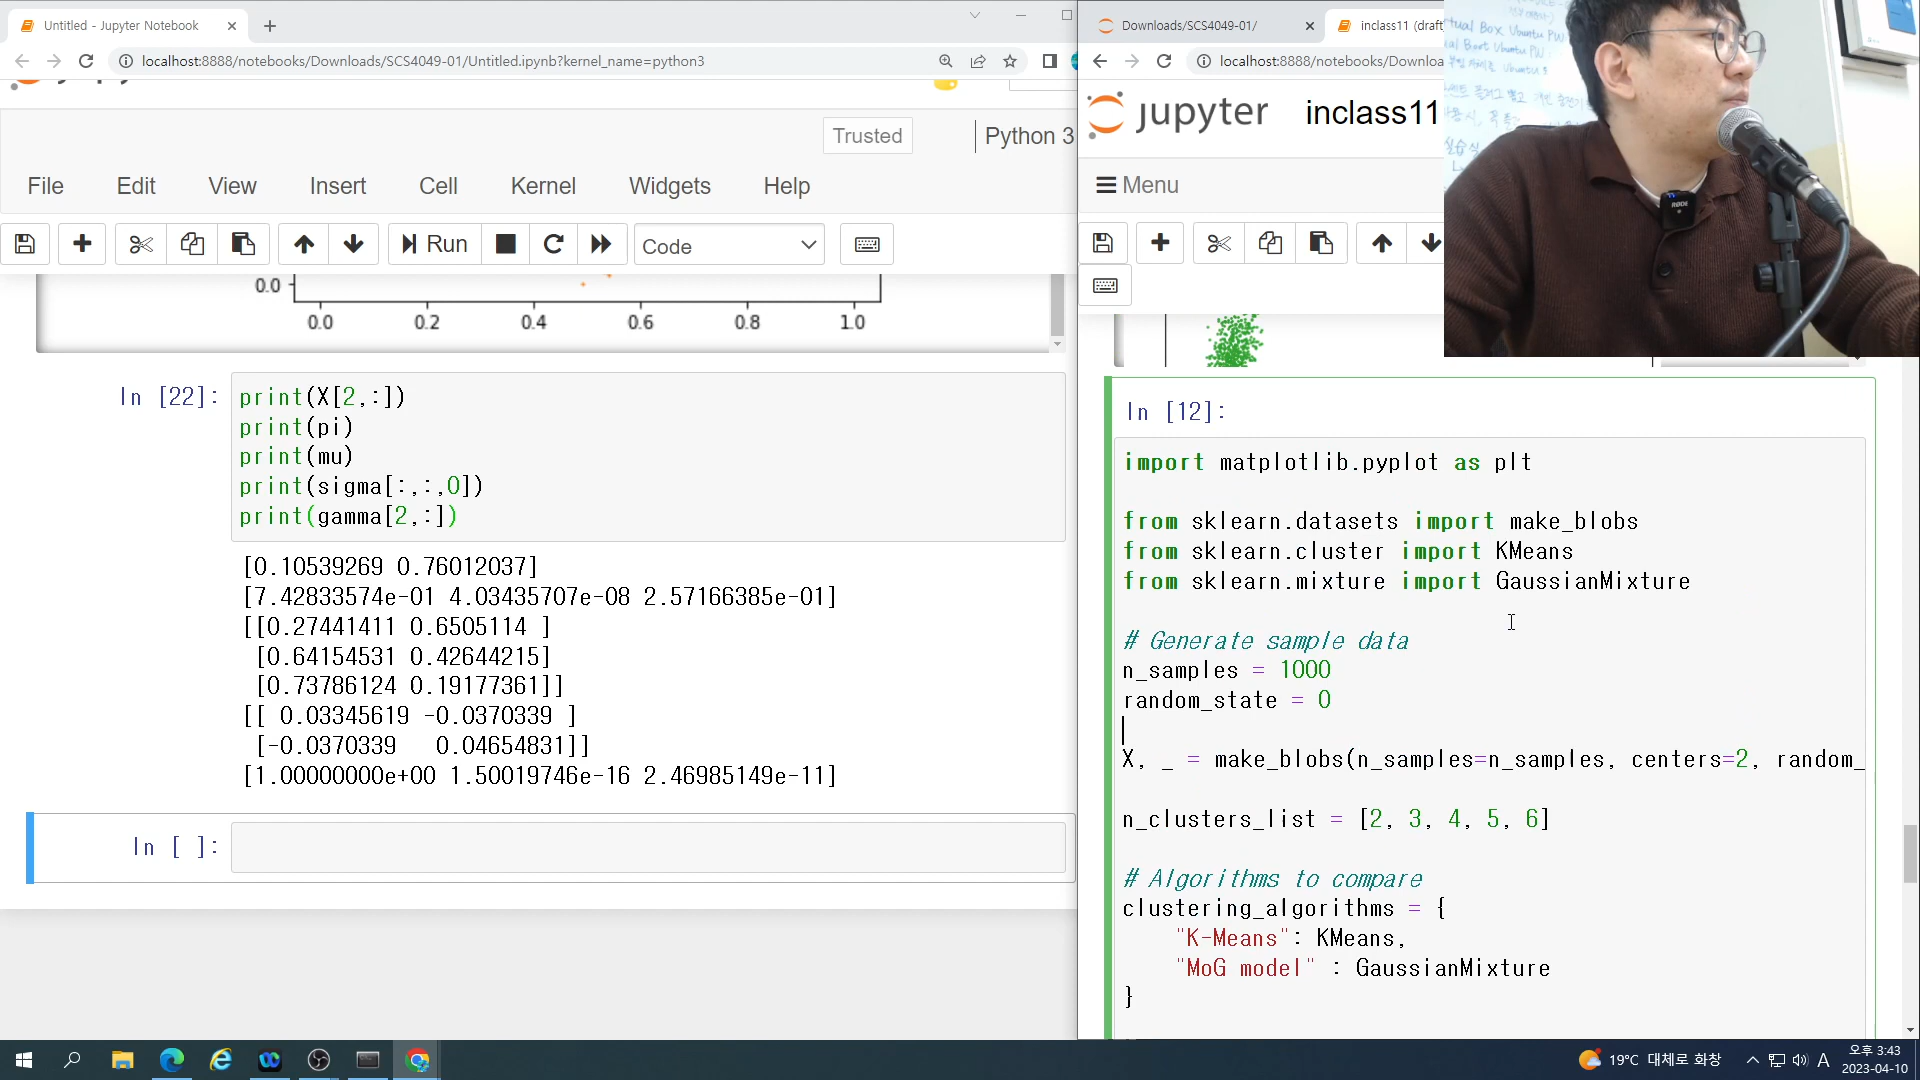 Untitled - Jupyter Notebook
localhost:8888/notebooks/Downloads/SCS4049-01/Untitled.ipynb?kernel_name=python3
Trusted
Python 3
File Edit View Insert Cell Kernel Widgets Help
Run
Code
0.0
0.0 0.2 0.4 0.6 0.8 1.0
In [22]:
print(X[2,:])
print(pi)
print(mu)
print(sigma[:,:,0])
print(gamma[2,:])
[0.10539269 0.76012037]
[7.42833574e-01 4.03435707e-08 2.57166385e-01]
[[0.27441411 0.6505114 ]
[0.64154531 0.42644215]
[0.73786124 0.19177361]]
[[ 0.03345619 -0.0370339 ]
[-0.0370339 0.04654831]]
[1.00000000e+00 1.50019746e-16 2.46985149e-11]
In [ ]:
Downloads/SCS4049-01/
inclass11 (draft
localhost:8888/notebooks/Downloa
jupyter inclass11
Menu
In [12]:
import matplotlib.pyplot as plt
from sklearn.datasets import make_blobs
from sklearn.cluster import KMeans
from sklearn.mixture import GaussianMixture
# Generate sample data
n_samples = 1000
random_state = 0
X, _ = make_blobs(n_samples=n_samples, centers=2, random_
n_clusters_list = [2, 3, 4, 5, 6]
# Algorithms to compare
clustering_algorithms = {
"K-Means": KMeans,
"MoG model" : GaussianMixture
}
RØDE
19°C 대체로 화창
A
오후 3:43
2023-04-10